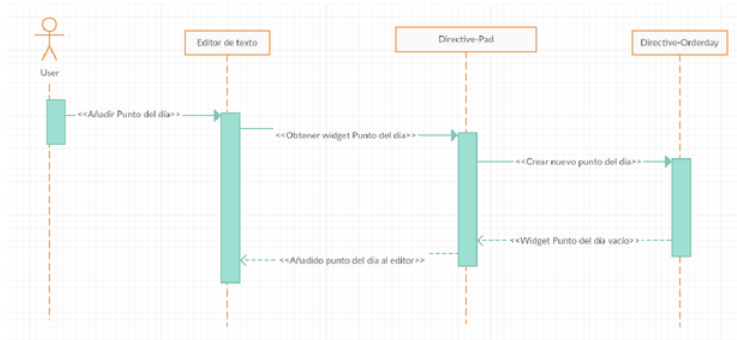 Editor de texto
Directive-Pad
Directive-Orderday
User
<<Añadir Punto del día>>
<<Obtener widget Punto del día>>
<<Crear nuevo punto del día>>
<<Widget Punto del día vacío>>
<<Añadido punto del día al editor>>